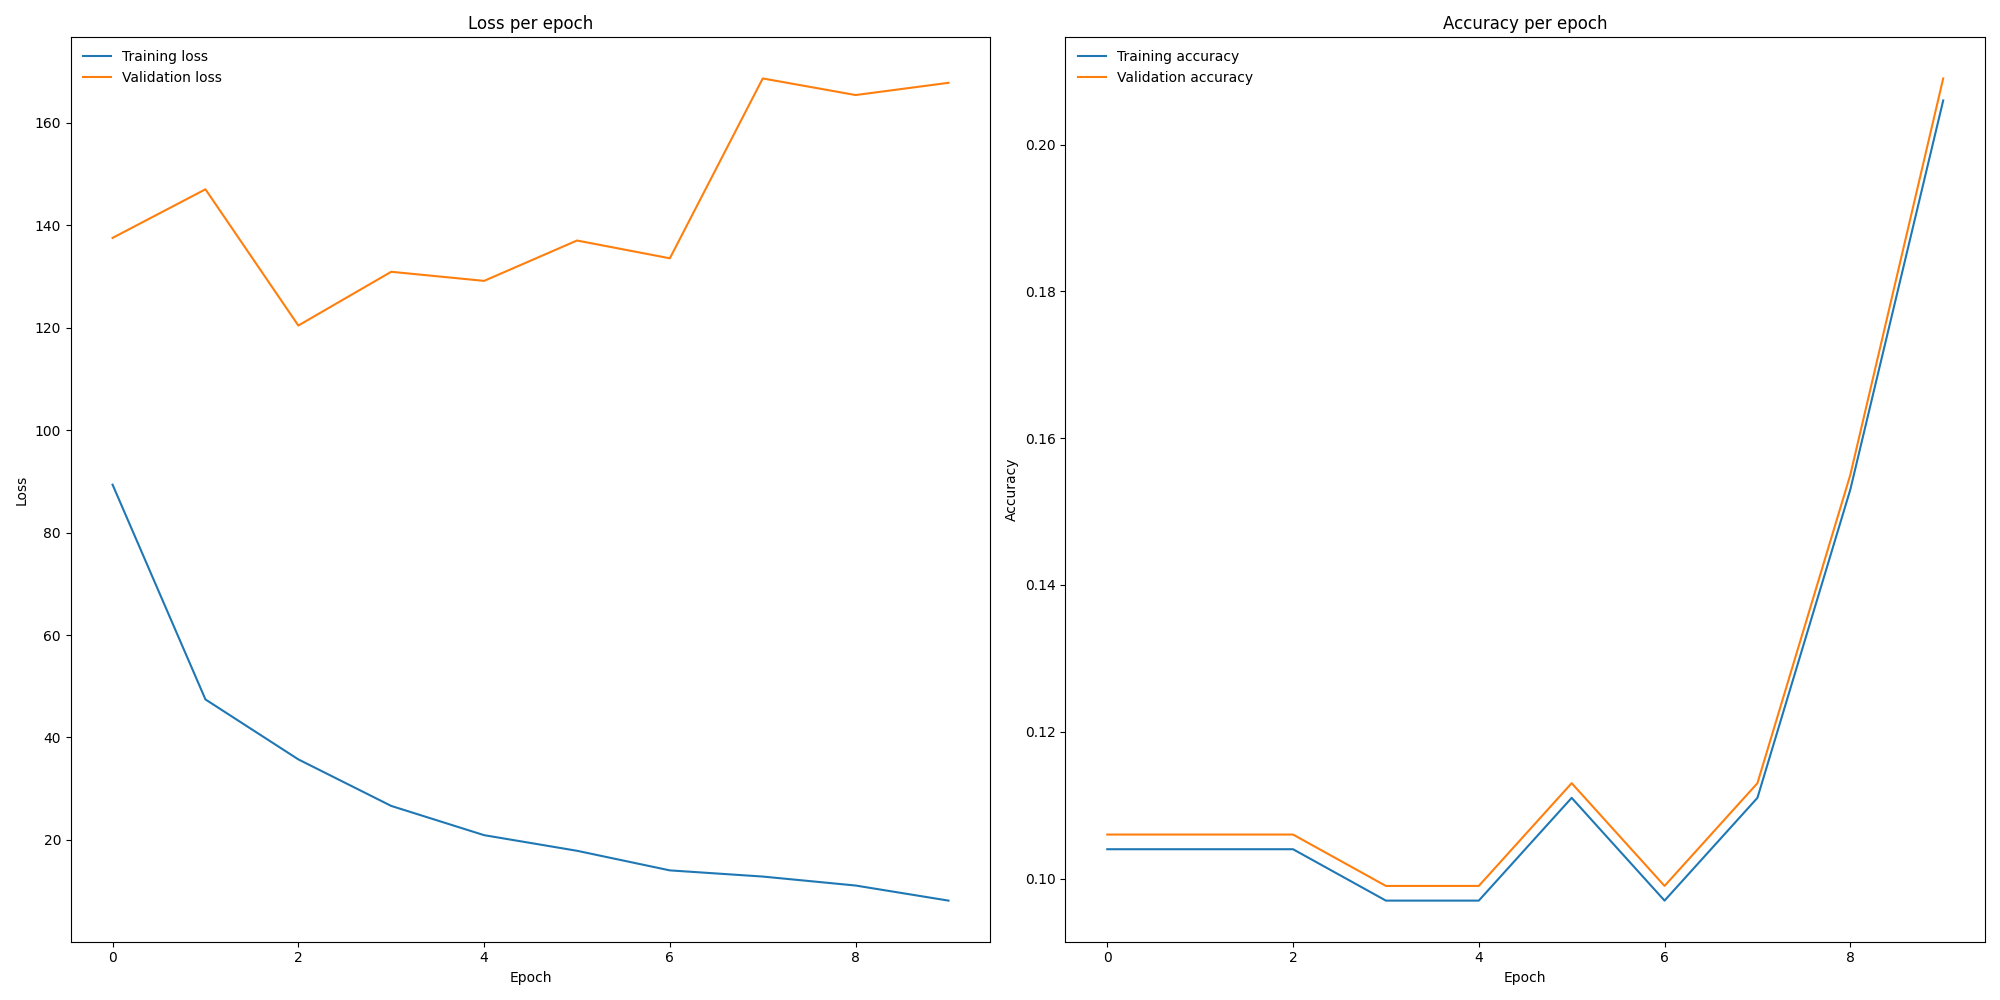 Loss per epoch
Training loss
Validation loss
160
140
120
100
80
60
40
20
Loss
0 2 4 6 8
Epoch
Accuracy per epoch
Training accuracy
Validation accuracy
0.20
0.18
0.16
0.14
0.12
0.10
Accuracy
0 2 4 6 8
Epoch